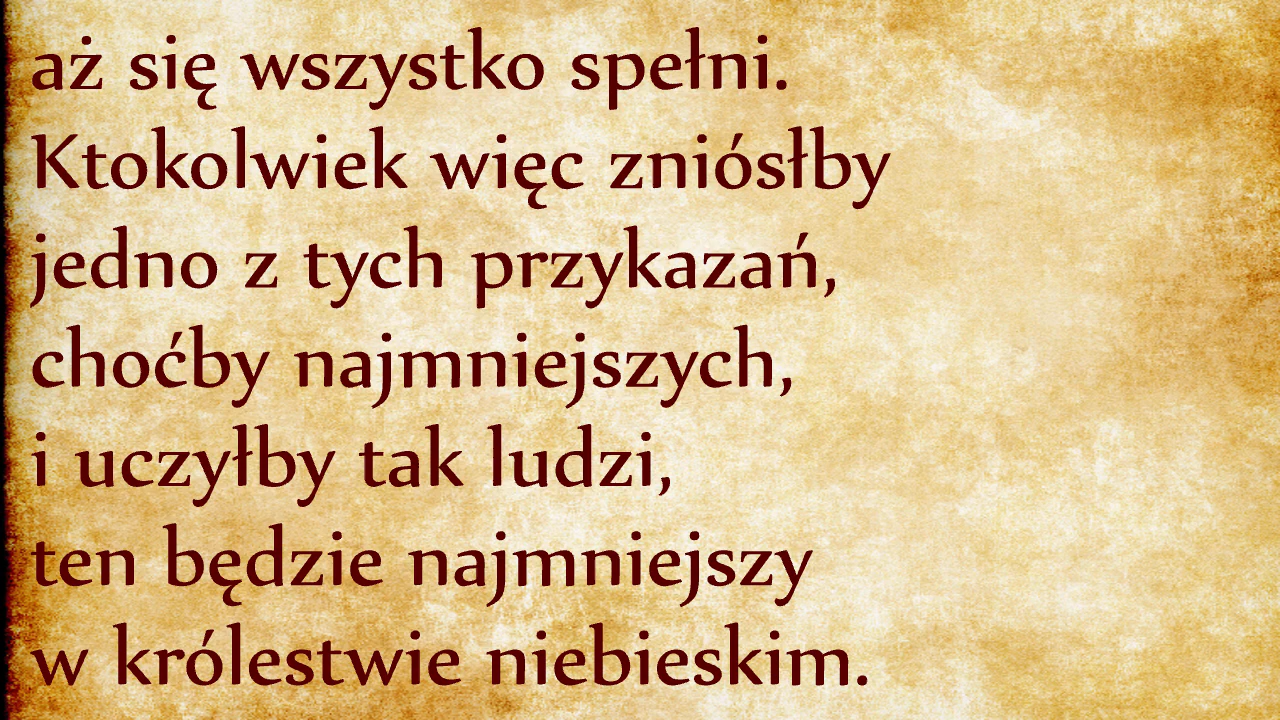 aż się wszystko spełni.
Ktokolwiek więc zniósłby
jedno z tych przykazań,
choćby najmniejszych,
i uczyłby tak ludzi,
ten będzie najmniejszy
w królestwie niebieskim.